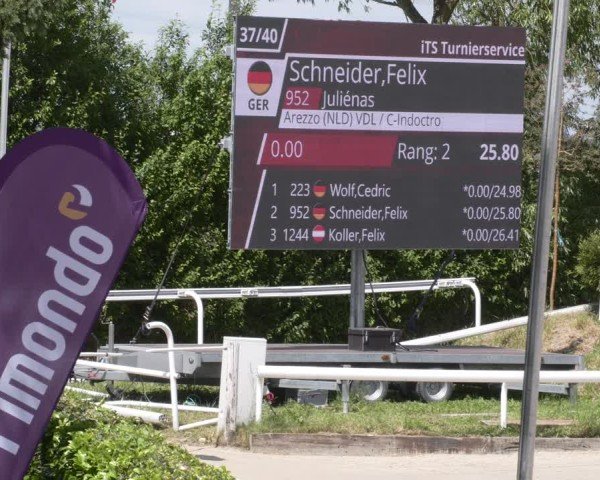 37/40
iTS Turnierservice
Schneider,Felix
GER
952 Juliénas
Arezzo (NLD) VDL / C-Indoctro
0.00 Rang: 2 25.80
1 223 Wolf,Cedric *0.00/24.98
2 952 Schneider,Felix *0.00/25.80
3 1244 Koller,Felix *0.00/26.41
limondo